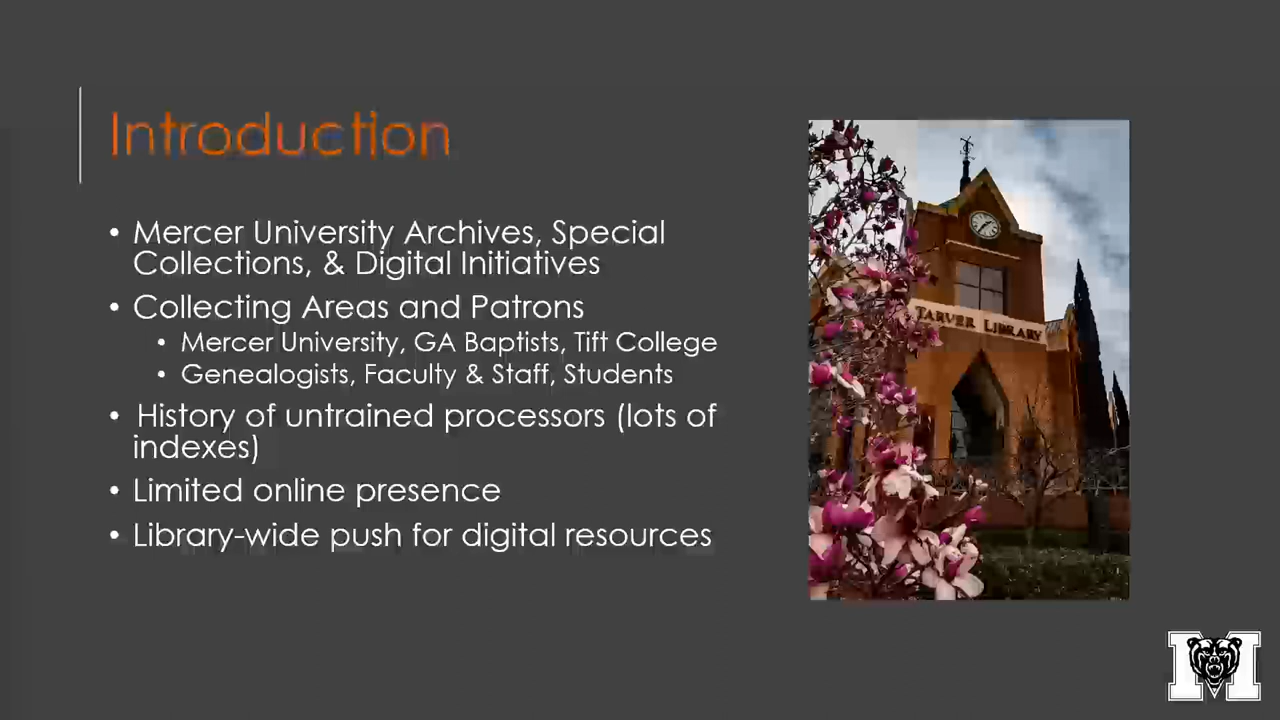 Introduction
• Mercer University Archives, Special
Collections, & Digital Initiatives
• Collecting Areas and Patrons
• Mercer University, GA Baptists, Tift College
• Genealogists, Faculty & Staff, Students
• History of untrained processors (lots of
indexes)
• Limited online presence
• Library-wide push for digital resources
TARVER LIBRARY
M